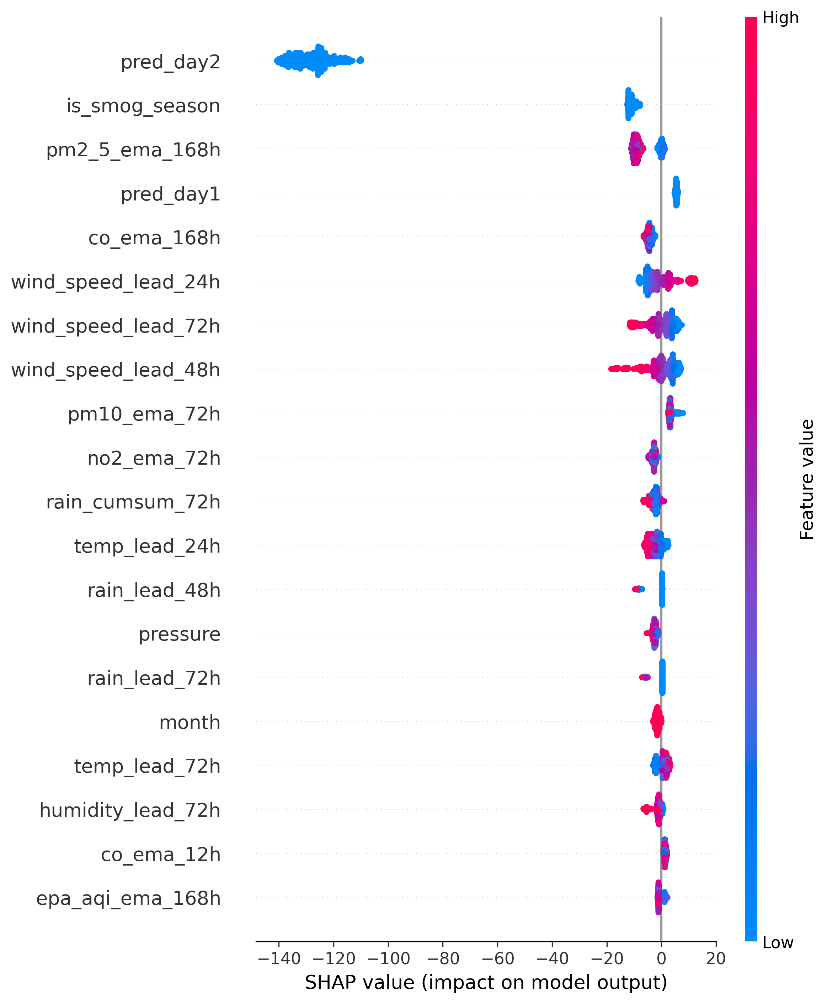 High
pred_day2
is_smog_season
pm2_5_ema_168h
pred_day1
co_ema_168h
wind_speed_lead_24h
wind_speed_lead_72h
wind_speed_lead_48h
pm10_ema_72h
no2_ema_72h
rain_cumsum_72h
temp_lead_24h
rain_lead_48h
pressure
rain_lead_72h
month
temp_lead_72h
humidity_lead_72h
co_ema_12h
epa_aqi_ema_168h
Feature value
Low
−140 −120 −100 −80 −60 −40 −20 0 20
SHAP value (impact on model output)